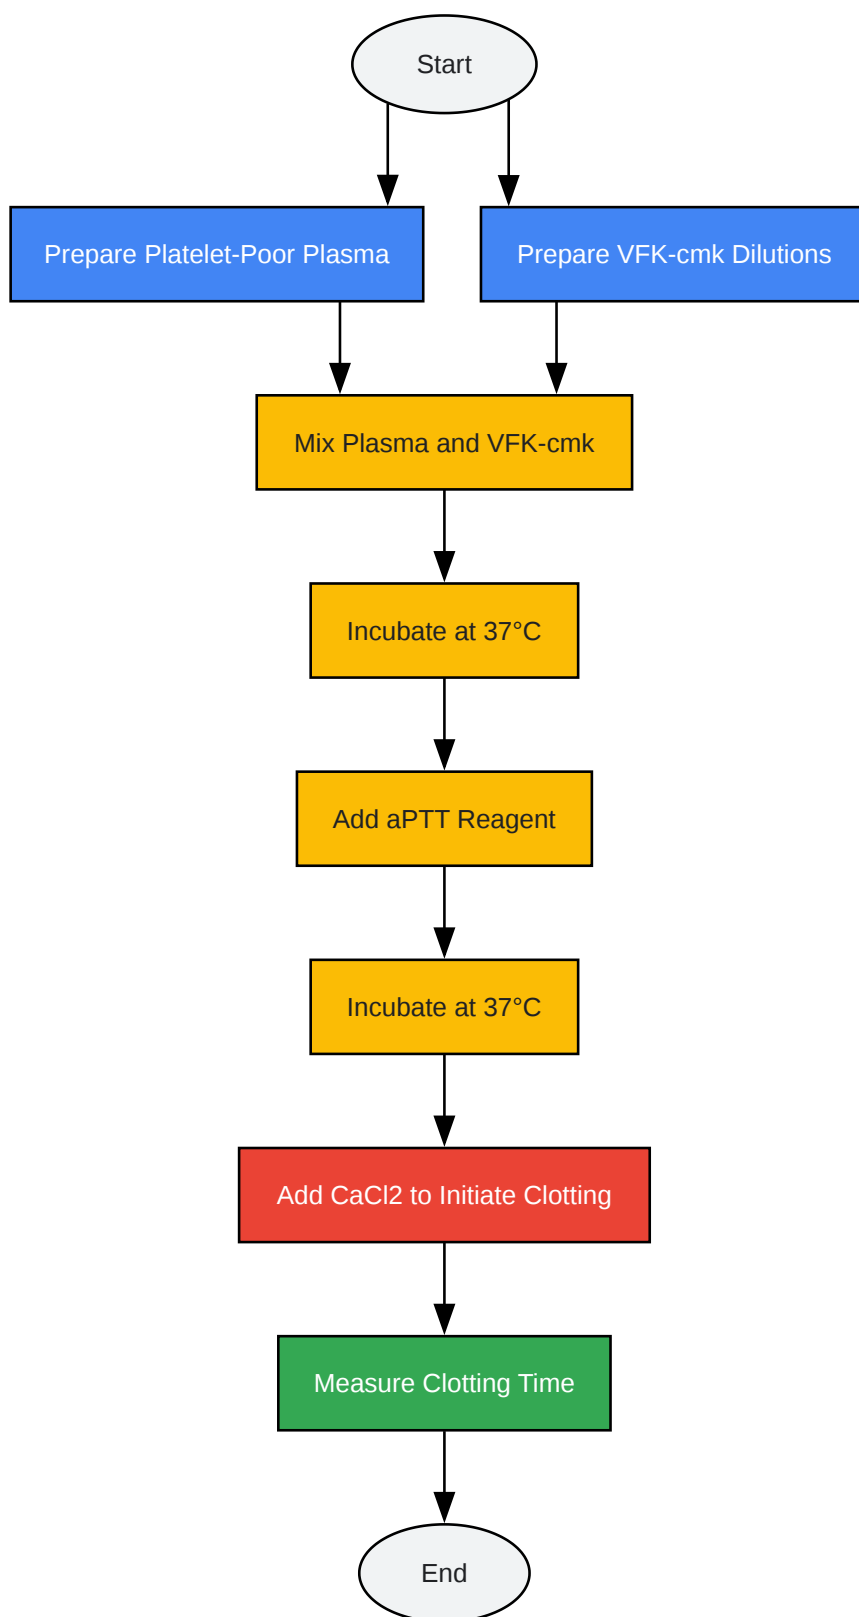 Start
Prepare Platelet-Poor Plasma
Prepare VFK-cmk Dilutions
Mix Plasma and VFK-cmk
Incubate at 37°C
Add aPTT Reagent
Incubate at 37°C
Add CaCl2 to Initiate Clotting
Measure Clotting Time
End